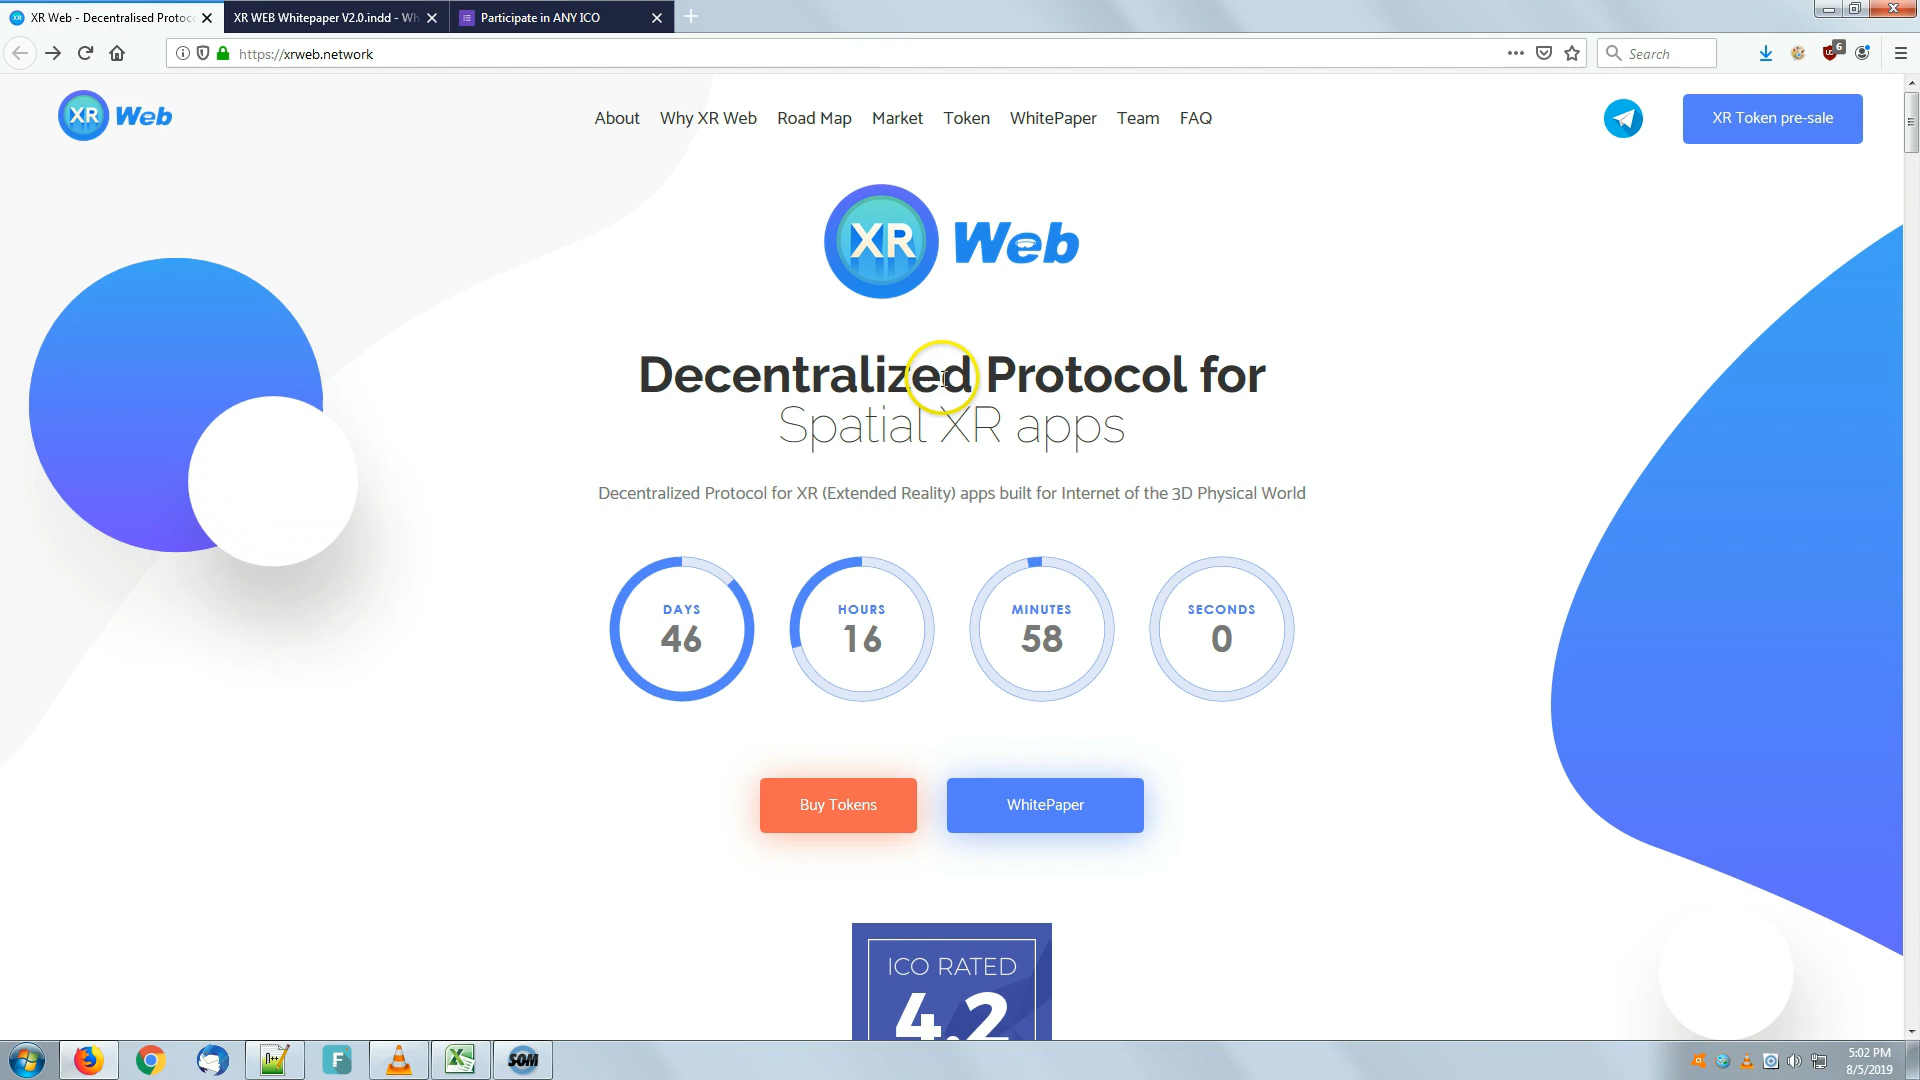 XR Web - Decentralised Protoc
XR WEB Whitepaper V2.0.indd - Wh
Participate in ANY ICO
https://xrweb.network
Search
6
XR Web
About
Why XR Web
Road Map
Market
Token
WhitePaper
Team
FAQ
XR Token pre-sale
XR Web
Decentralized Protocol for
Spatial XR apps
Decentralized Protocol for XR (Extended Reality) apps built for Internet of the 3D Physical World
DAYS
46
HOURS
16
MINUTES
58
SECONDS
0
Buy Tokens
WhitePaper
ICO RATED
4.2
F
SOM
5:02 PM
8/5/2019